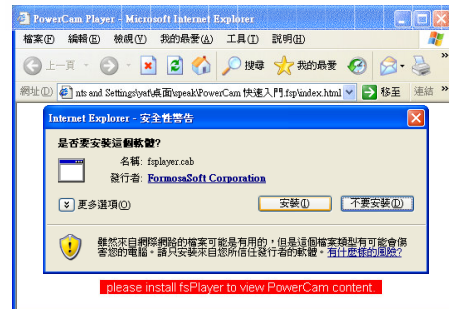 PowerCam Player - Microsoft Internet Explorer
檔案(F) 編輯(E) 檢視(V) 我的最愛(A) 工具(T) 說明(H)
上一頁 搜尋 我的最愛
網址(D) nts and Settings\yaf\桌面\speak\PowerCam 快速入門.fsp\index.html 移至 連結 »
Internet Explorer - 安全性警告
是否要安裝這個軟體?
名稱: fsplayer.cab
發行者: FormosaSoft Corporation
更多選項(O) 安裝(I) 不要安裝(D)
雖然來自網際網路的檔案可能是有用的，但是這個檔案類型有可能會傷
害您的電腦。請只安裝來自您所信任發行者的軟體。有什麼樣的風險?
please install fsPlayer to view PowerCam content.